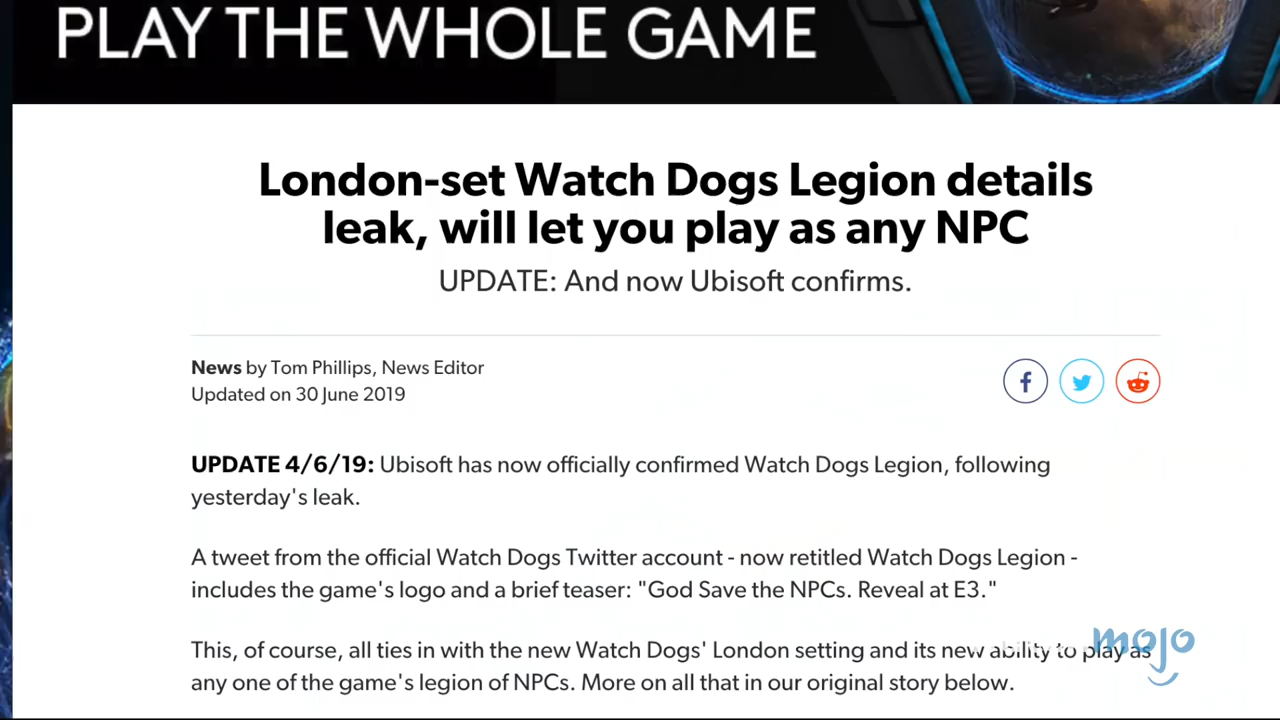 PLAY THE WHOLE GAME
London-set Watch Dogs Legion details
leak, will let you play as any NPC
UPDATE: And now Ubisoft confirms.
News by Tom Phillips, News Editor
Updated on 30 June 2019
UPDATE 4/6/19: Ubisoft has now officially confirmed Watch Dogs Legion, following
yesterday's leak.
A tweet from the official Watch Dogs Twitter account - now retitled Watch Dogs Legion -
includes the game's logo and a brief teaser: "God Save the NPCs. Reveal at E3."
This, of course, all ties in with the new Watch Dogs' London setting and its new ability to play as
any one of the game's legion of NPCs. More on all that in our original story below.
mojo